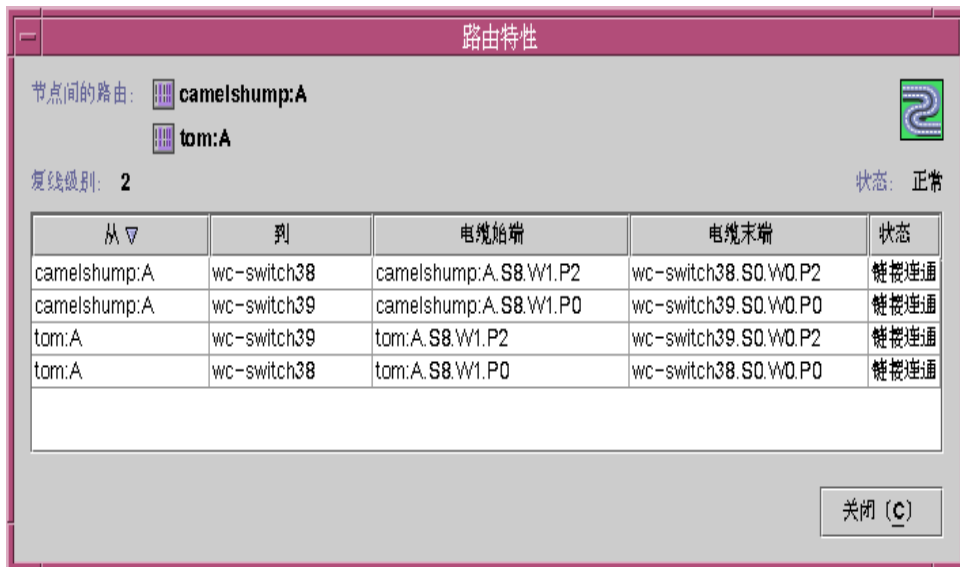 路由特性
节点间的路由: camelshump:A
tom:A
复线级别: 2 状态: 正常
从 到 电缆始端 电缆末端 状态
camelshump:A wc-switch38 camelshump:A.S8.W1.P2 wc-switch38.S0.W0.P2 链接连通
camelshump:A wc-switch39 camelshump:A.S8.W1.P0 wc-switch39.S0.W0.P0 链接连通
tom:A wc-switch39 tom:A.S8.W1.P2 wc-switch39.S0.W0.P2 链接连通
tom:A wc-switch38 tom:A.S8.W1.P0 wc-switch38.S0.W0.P0 链接连通
关闭 (C)